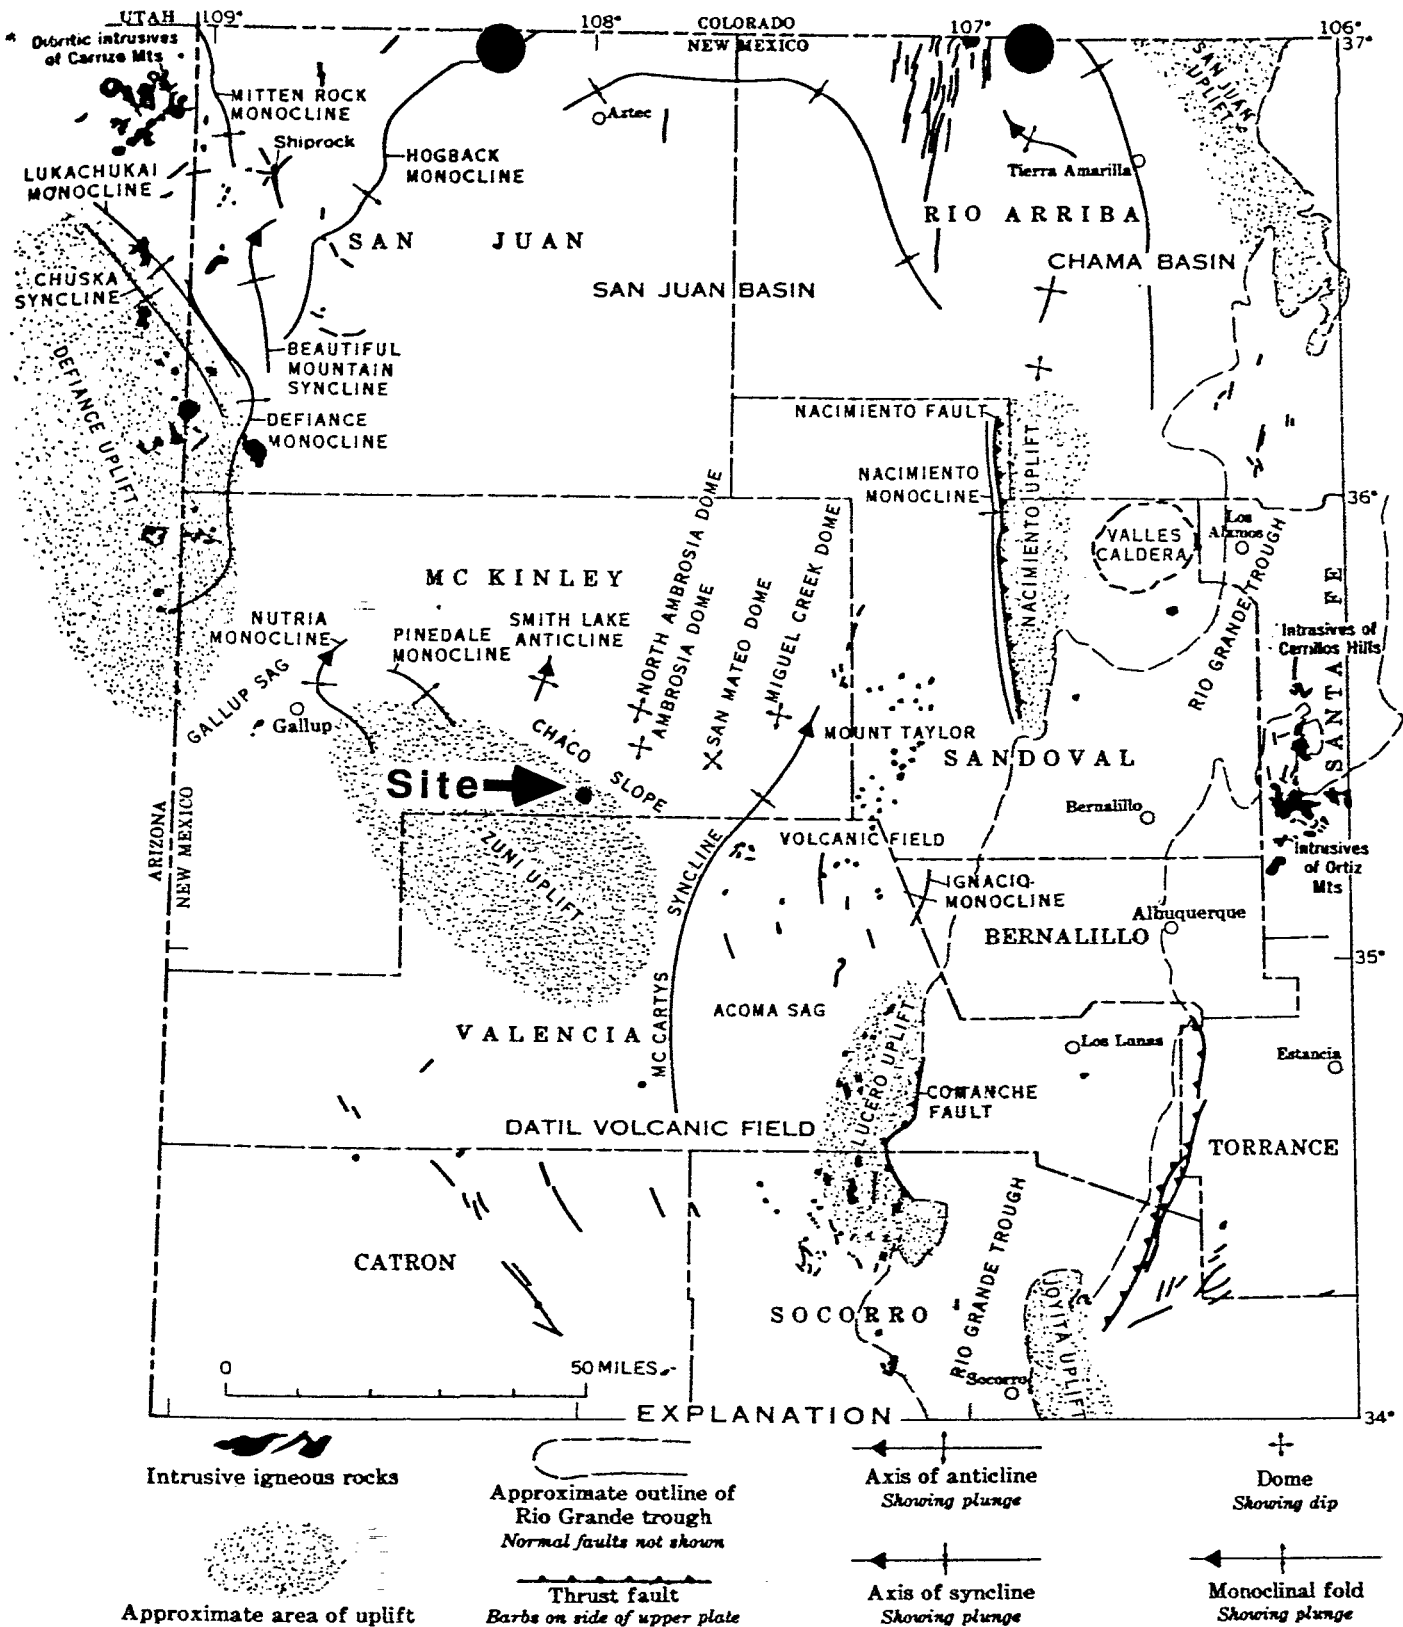 UTAH
109°
108°
COLORADO
NEW MEXICO
107°
106°
37°
Dioritic intrusives
of Carrizo Mts
MITTEN ROCK
MONOCLINE
Shiprock
Aztec
HOGBACK
MONOCLINE
LUKACHUKAI
MONOCLINE
SAN JUAN
UPLIFT
Tierra Amarilla
RIO ARRIBA
SAN JUAN
CHAMA BASIN
CHUSKA
SYNCLINE
SAN JUAN BASIN
BEAUTIFUL
MOUNTAIN
SYNCLINE
DEFIANCE UPLIFT
DEFIANCE
MONOCLINE
NACIMIENTO FAULT
NACIMIENTO
MONOCLINE
NACIMIENTO UPLIFT
36°
VALLES
CALDERA
Los
Alamos
MC KINLEY
NORTH AMBROSIA DOME
AMBROSIA DOME
SAN MATEO DOME
MIGUEL CREEK DOME
NUTRIA
MONOCLINE
PINEDALE
MONOCLINE
SMITH LAKE
ANTICLINE
RIO GRANDE TROUGH
Intrusives of
Cerrillos Hills
SANTA FE
GALLUP SAG
Gallup
CHACO SLOPE
MOUNT TAYLOR
SANDOVAL
Site
Bernalillo
ARIZONA
NEW MEXICO
ZUNI UPLIFT
VOLCANIC FIELD
Intrusives
of Ortiz
Mts
IGNACIO
MONOCLINE
Albuquerque
BERNALILLO
35°
MC CARTYS SYNCLINE
ACOMA SAG
VALENCIA
LUCERO UPLIFT
Los Lunas
Estancia
COMANCHE
FAULT
DATIL VOLCANIC FIELD
TORRANCE
CATRON
RIO GRANDE TROUGH
SOCORRO
JOYITA UPLIFT
Socorro
0
50 MILES
34°
EXPLANATION
Intrusive igneous rocks
Approximate area of uplift
Approximate outline of
Rio Grande trough
Normal faults not shown
Thrust fault
Barbs on side of upper plate
Axis of anticline
Showing plunge
Axis of syncline
Showing plunge
Dome
Showing dip
Monoclinal fold
Showing plunge